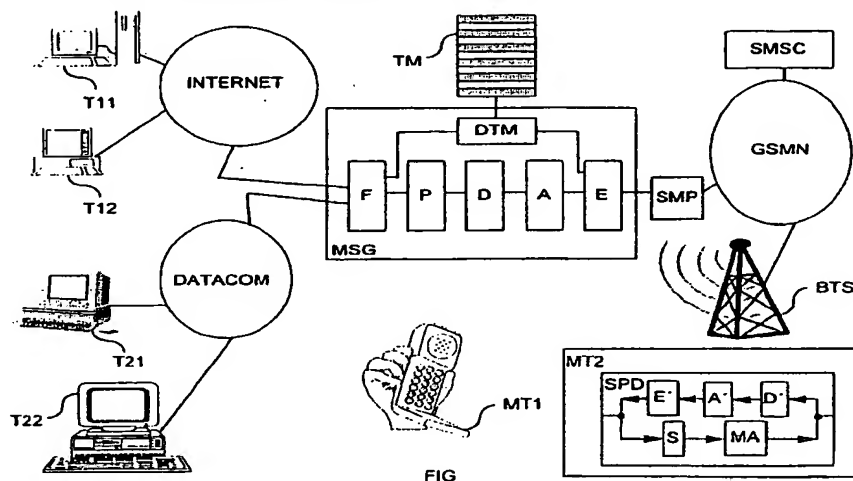 T11
INTERNET
TM
SMSC
T12
DTM
GSMN
F
P
D
A
E
SMP
MSG
DATACOM
T21
BTS
T22
MT1
MT2
SPD
E´
A´
D´
S
MA
FIG